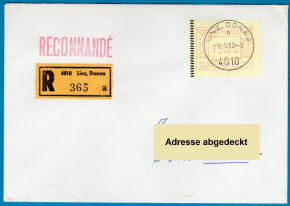 RECOMMANDÉ
LINZ, DONAU
4010
R
4010 Linz, Donau
365 a
Adresse abgedeckt